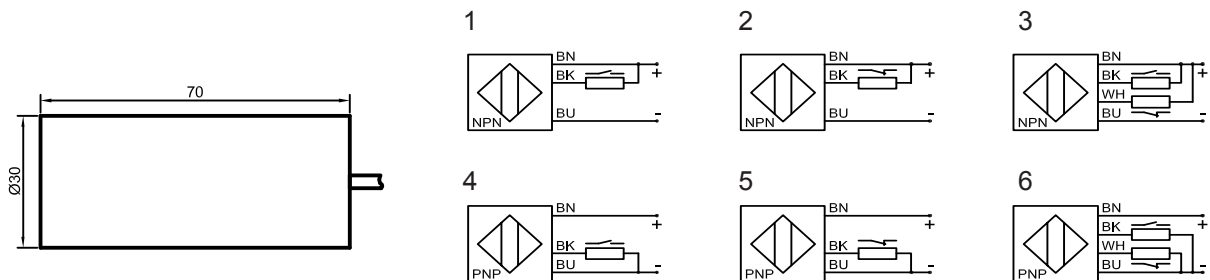 70
Ø30
1
BN
+
BK
BU
-
NPN
2
BN
+
BK
BU
-
NPN
3
BN
+
BK
WH
BU
-
NPN
4
BN
+
BK
BU
-
PNP
5
BN
+
BK
BU
-
PNP
6
BN
+
BK
WH
BU
-
PNP